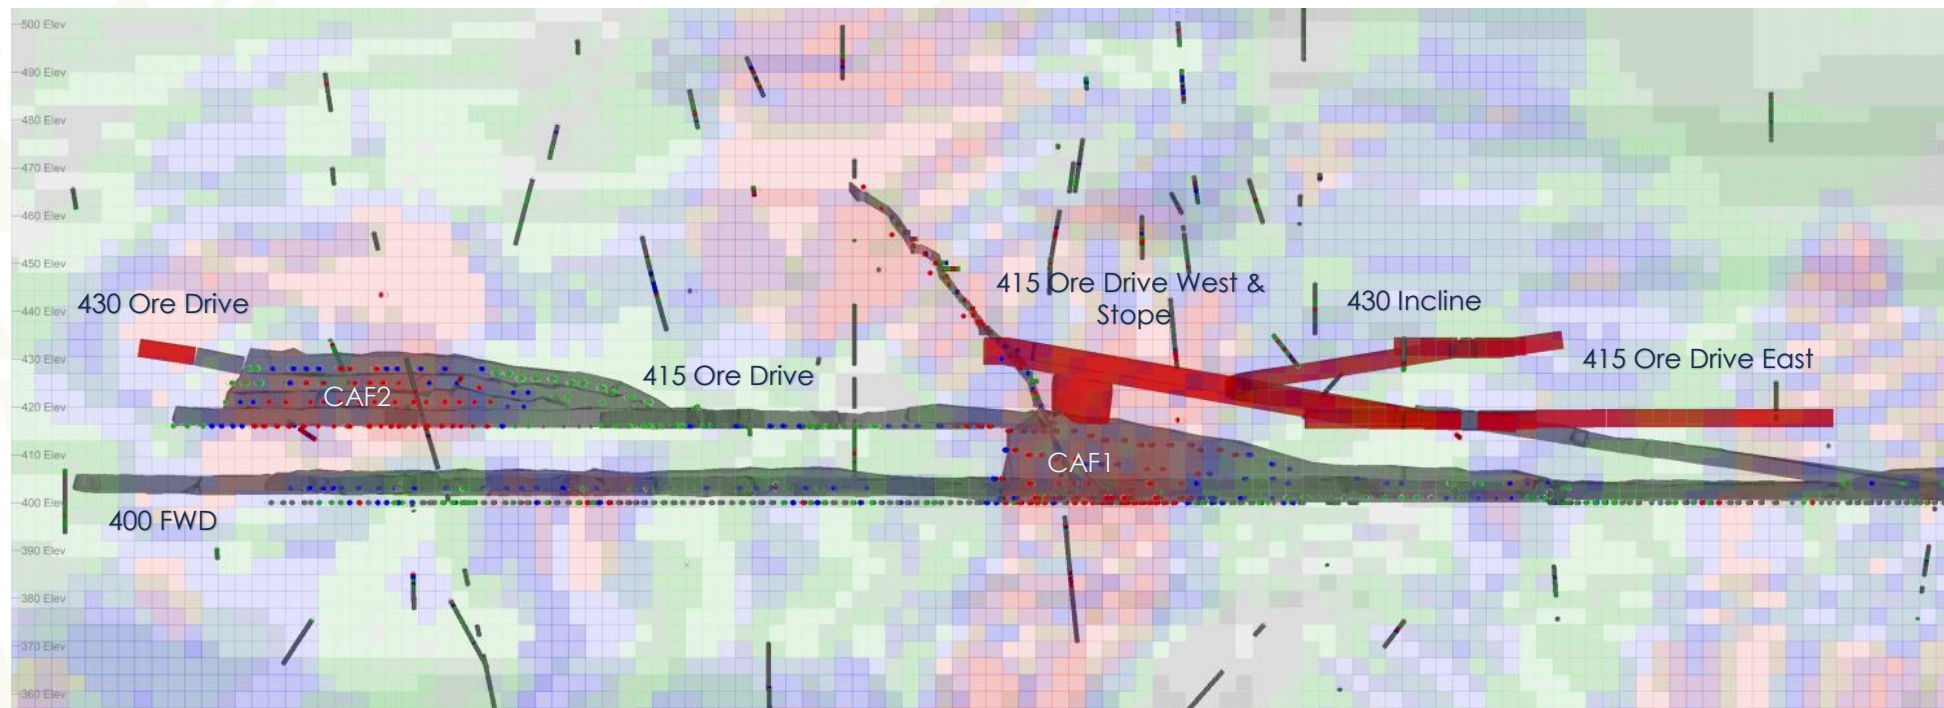 500 Elev
490 Elev
480 Elev
470 Elev
460 Elev
450 Elev
440 Elev
430 Elev
420 Elev
410 Elev
400 Elev
390 Elev
380 Elev
370 Elev
360 Elev
430 Ore Drive
CAF2
415 Ore Drive
400 FWD
415 Ore Drive West &
Stope
CAF1
430 Incline
415 Ore Drive East